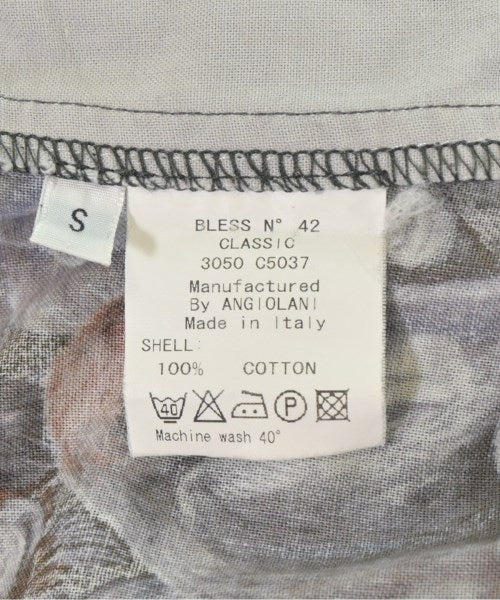 S
BLESS N° 42
CLASSIC
3050 C5037
Manufactured
By ANGIOLANI
Made in Italy
SHELL:
100% COTTON
40 P
Machine wash 40°